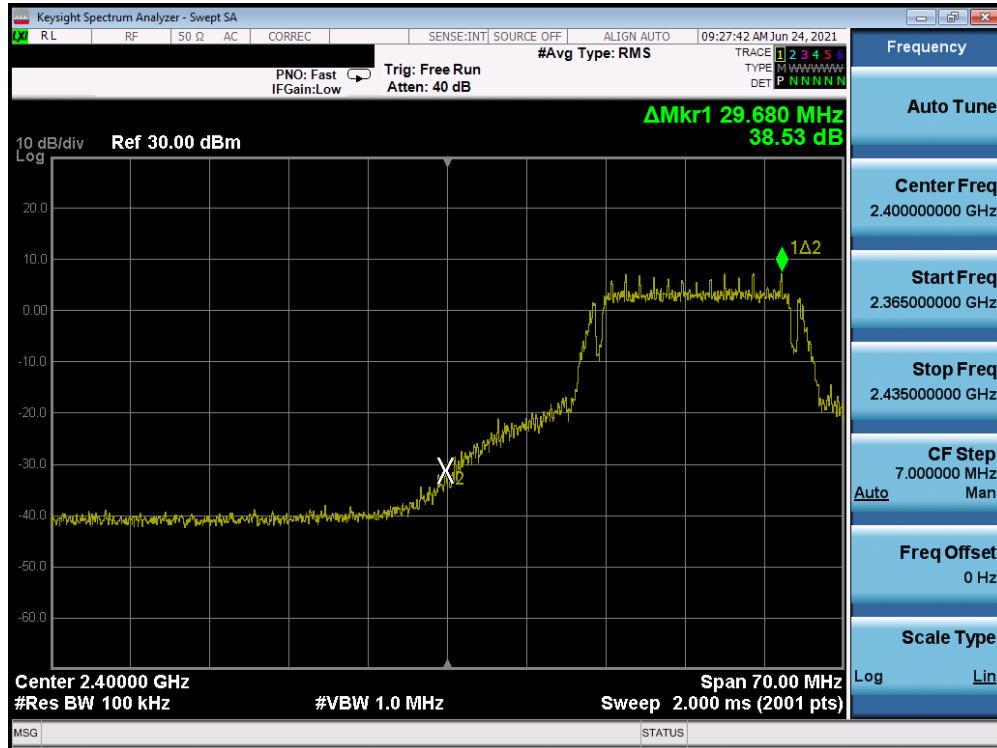 Keysight Spectrum Analyzer - Swept SA
LXI RL RF 50 Ω AC CORREC SENSE:INT SOURCE OFF ALIGN AUTO 09:27:42 AM Jun 24, 2021
#Avg Type: RMS
TRACE 1 2 3 4 5 6
TYPE M WWWWW
DET P N N N N N
PNO: Fast
IFGain:Low
Trig: Free Run
Atten: 40 dB
ΔMkr1 29.680 MHz
38.53 dB
10 dB/div
Log
Ref 30.00 dBm
20.0
10.0
0.00
-10.0
-20.0
-30.0
-40.0
-50.0
-60.0
1Δ2
X2
Center 2.40000 GHz
Span 70.00 MHz
#Res BW 100 kHz
#VBW 1.0 MHz
Sweep 2.000 ms (2001 pts)
MSG
STATUS
Frequency
Auto Tune
Center Freq
2.400000000 GHz
Start Freq
2.365000000 GHz
Stop Freq
2.435000000 GHz
CF Step
7.000000 MHz
Auto Man
Freq Offset
0 Hz
Scale Type
Log Lin